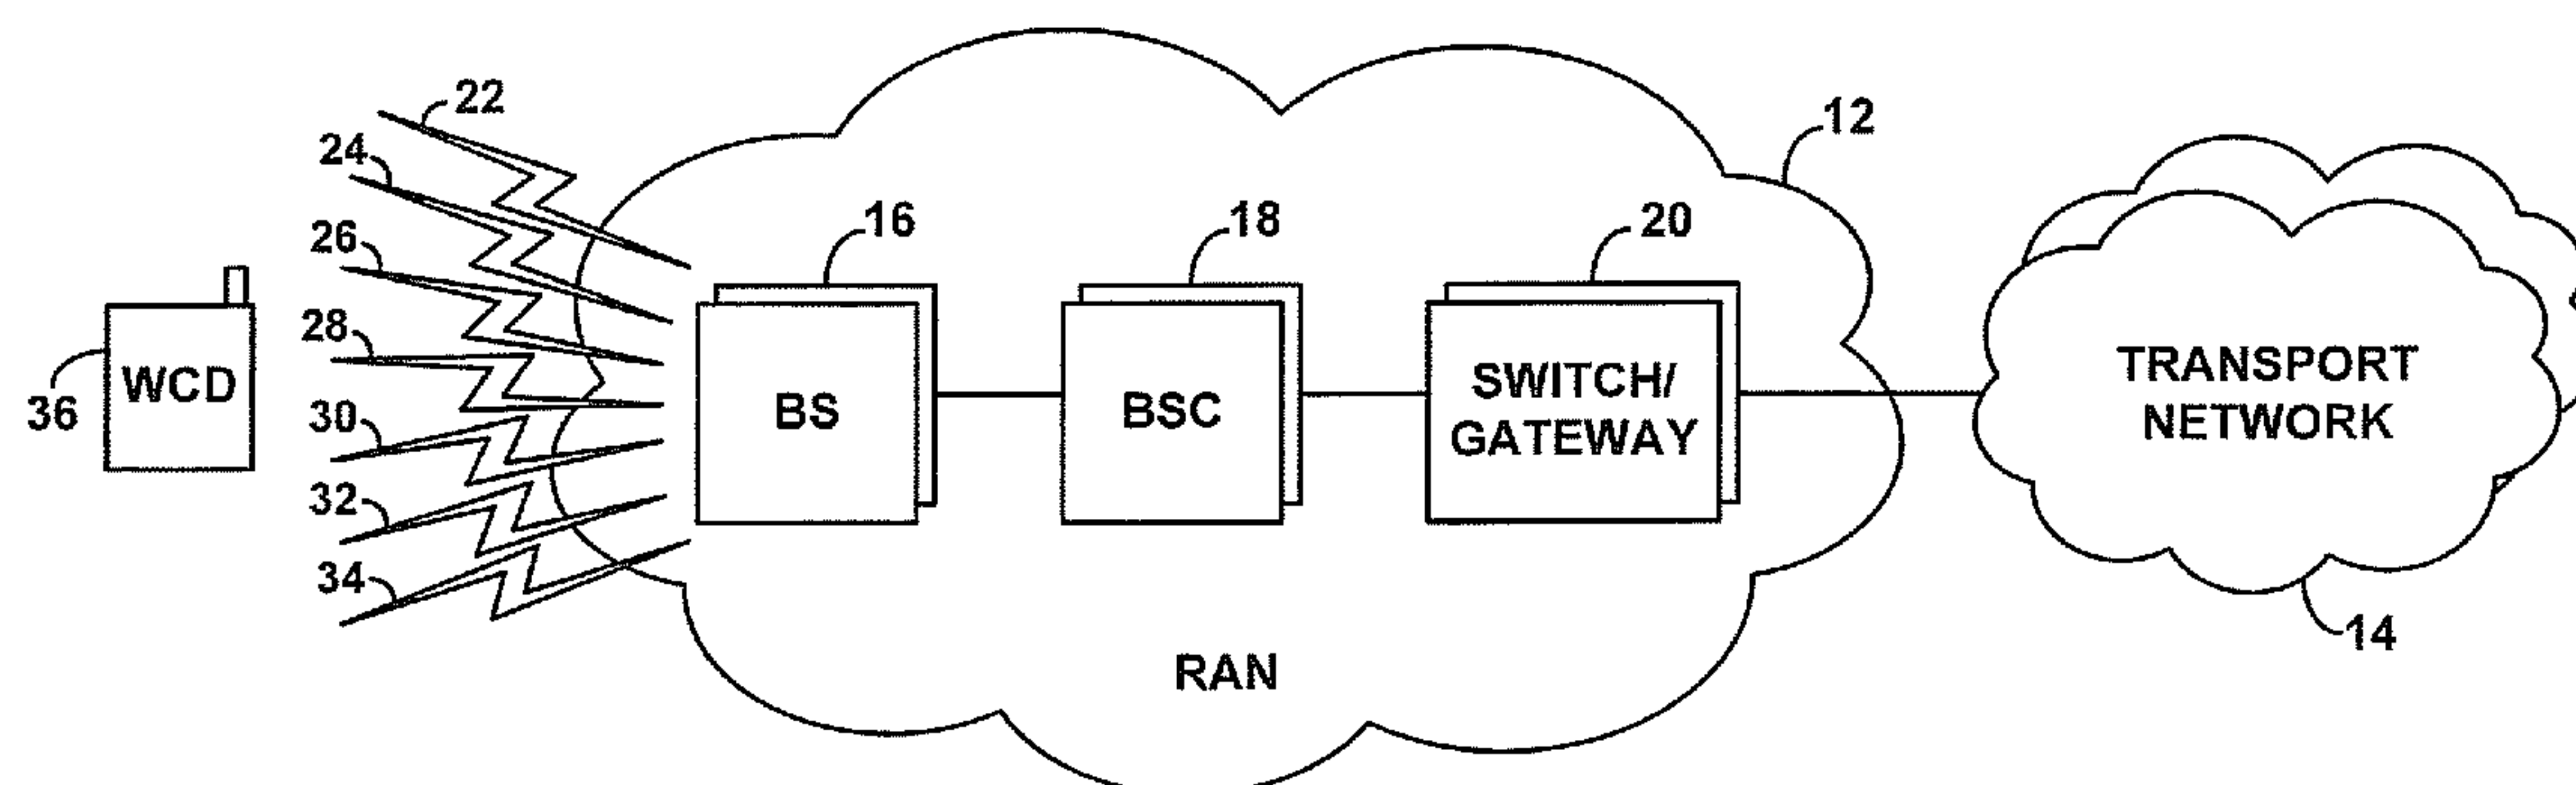 22
24
12
26
16
18
20
28
WCD
36
BS
BSC
SWITCH/
GATEWAY
TRANSPORT
NETWORK
30
32
34
RAN
14